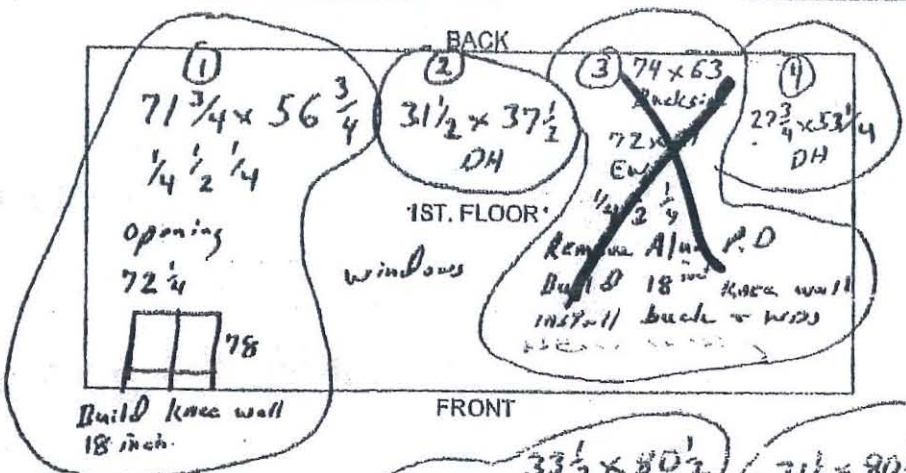 BACK
① 71 3/4 x 56 3/4
1/4 1/2 1/4
opening
72 1/4
78
Build knee wall
18 inch
② 31 1/2 x 37 1/2
DH
1ST. FLOOR
windows
③ 74 x 63
Backside
72 x
1/4 1/2 1/4
Remove Alum P.D
Build 18 inch knee wall
install buck + wds
④ 27 3/4 x 53 1/4
DH
FRONT
33 1/2 x 80 1/2